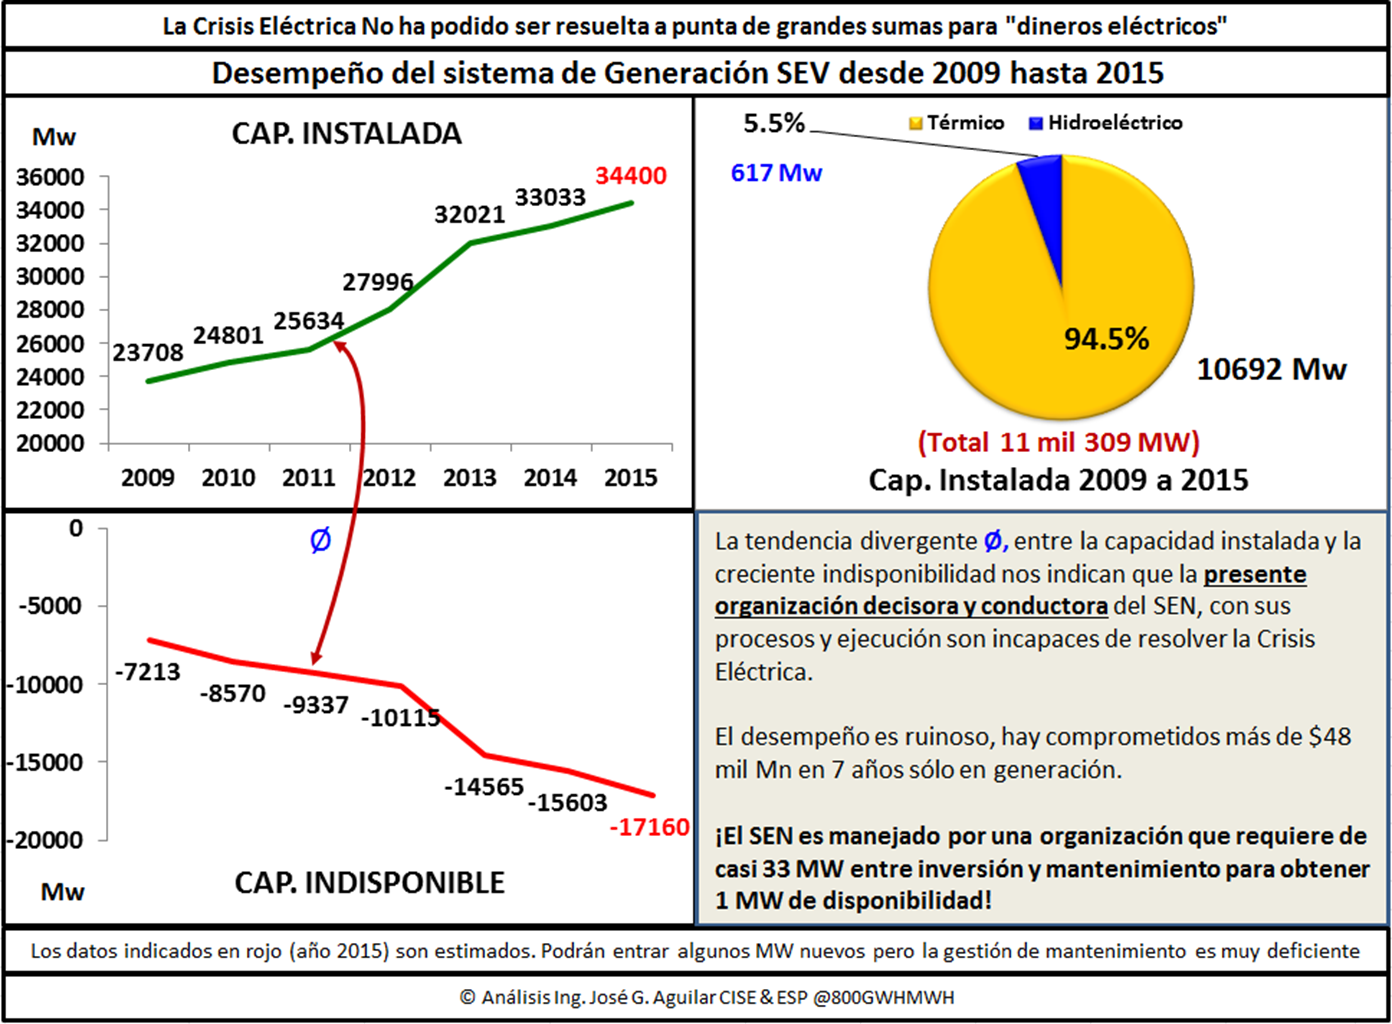 La Crisis Eléctrica No ha podido ser resuelta a punta de grandes sumas para "dineros eléctricos"
Desempeño del sistema de Generación SEV desde 2009 hasta 2015
Mw
CAP. INSTALADA
36000
34000
32000
30000
28000
26000
24000
22000
20000
23708
24801
25634
27996
32021
33033
34400
2009 2010 2011 2012 2013 2014 2015
5.5%
617 Mw
Térmico Hidroeléctrico
94.5%
10692 Mw
(Total 11 mil 309 MW)
Cap. Instalada 2009 a 2015
0
-5000
-10000
-15000
-20000
Ø
-7213
-8570
-9337
-10115
-14565
-15603
-17160
Mw
CAP. INDISPONIBLE
La tendencia divergente Ø, entre la capacidad instalada y la
creciente indisponibilidad nos indican que la presente
organización decisora y conductora del SEN, con sus
procesos y ejecución son incapaces de resolver la Crisis
Eléctrica.
El desempeño es ruinoso, hay comprometidos más de $48
mil Mn en 7 años sólo en generación.
¡El SEN es manejado por una organización que requiere de
casi 33 MW entre inversión y mantenimiento para obtener
1 MW de disponibilidad!
Los datos indicados en rojo (año 2015) son estimados. Podrán entrar algunos MW nuevos pero la gestión de mantenimiento es muy deficiente
© Análisis Ing. José G. Aguilar CISE & ESP @800GWHMWH